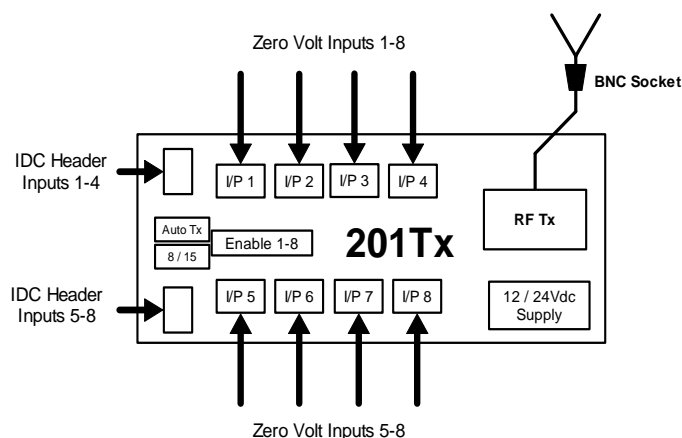 Zero Volt Inputs 1-8
BNC Socket
IDC Header
Inputs 1-4
I/P 1
I/P 2
I/P 3
I/P 4
RF Tx
Auto Tx
8 / 15
Enable 1-8
201Tx
IDC Header
Inputs 5-8
I/P 5
I/P 6
I/P 7
I/P 8
12 / 24Vdc
Supply
Zero Volt Inputs 5-8